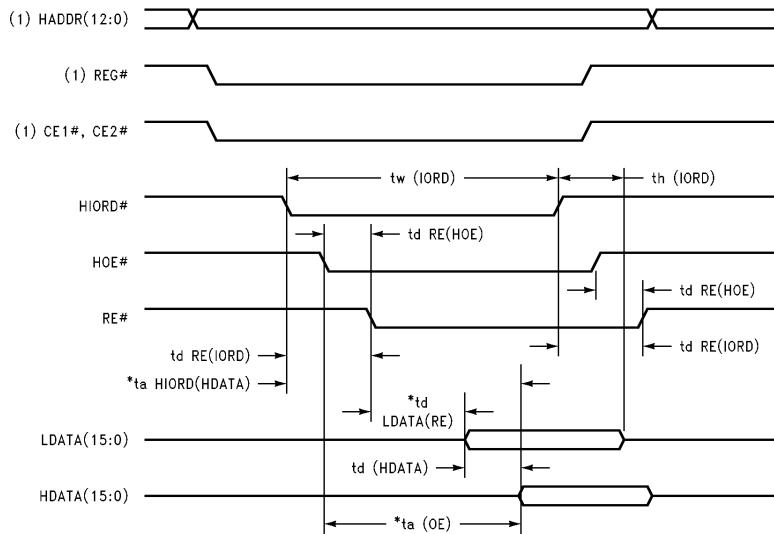 (1) HADDR(12:0)
(1) REG#
(1) CE1#, CE2#
tw (IORD)
th (IORD)
HIORD#
td RE(HOE)
HOE#
td RE(HOE)
RE#
td RE(IORD)
td RE(IORD)
*ta HIORD(HDATA)
*td
LDATA(RE)
LDATA(15:0)
td (HDATA)
HDATA(15:0)
*ta (OE)